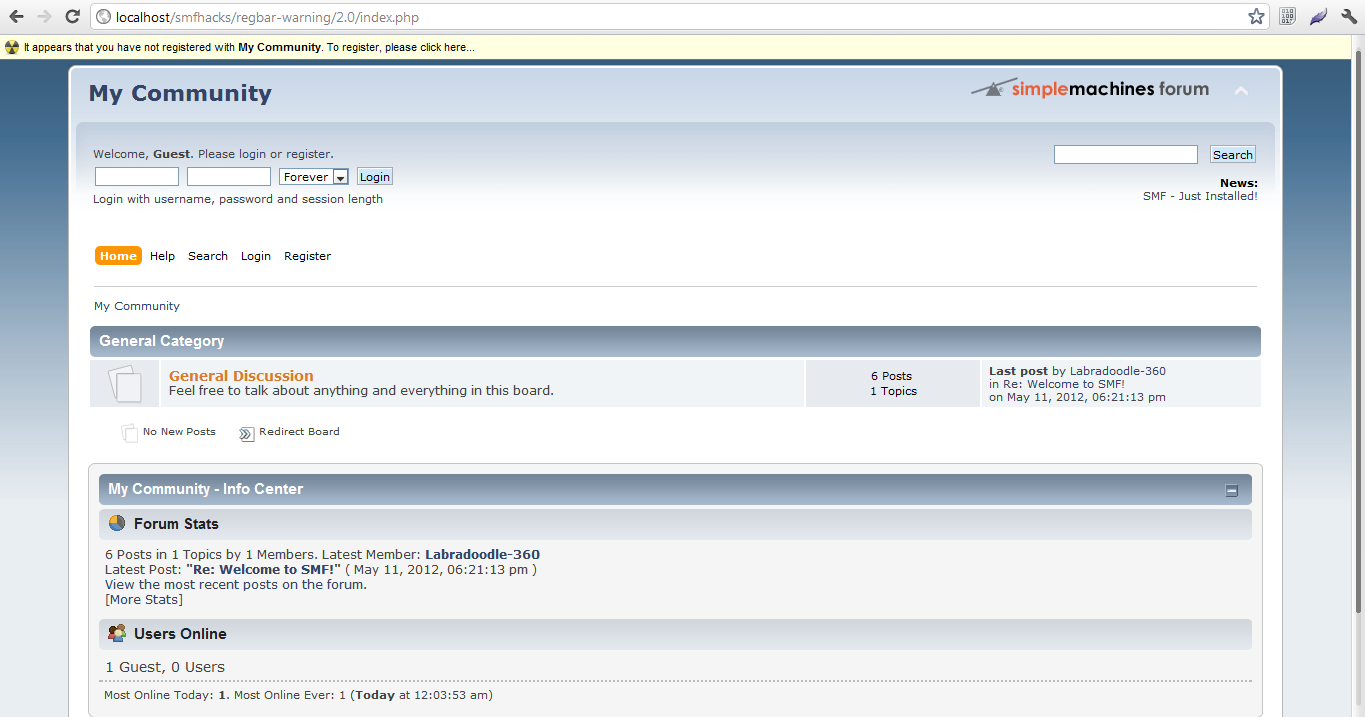 localhost/smfhacks/regbar-warning/2.0/index.php
It appears that you have not registered with My Community. To register, please click here...
My Community
simplemachines forum
Welcome, Guest. Please login or register.
Forever Login
Login with username, password and session length
Search
News:
SMF - Just Installed!
Home Help Search Login Register
My Community
General Category
General Discussion
Feel free to talk about anything and everything in this board.
6 Posts
1 Topics
Last post by Labradoodle-360
in Re: Welcome to SMF!
on May 11, 2012, 06:21:13 pm
No New Posts Redirect Board
My Community - Info Center
Forum Stats
6 Posts in 1 Topics by 1 Members. Latest Member: Labradoodle-360
Latest Post: "Re: Welcome to SMF!" ( May 11, 2012, 06:21:13 pm )
View the most recent posts on the forum.
[More Stats]
Users Online
1 Guest, 0 Users
Most Online Today: 1. Most Online Ever: 1 (Today at 12:03:53 am)